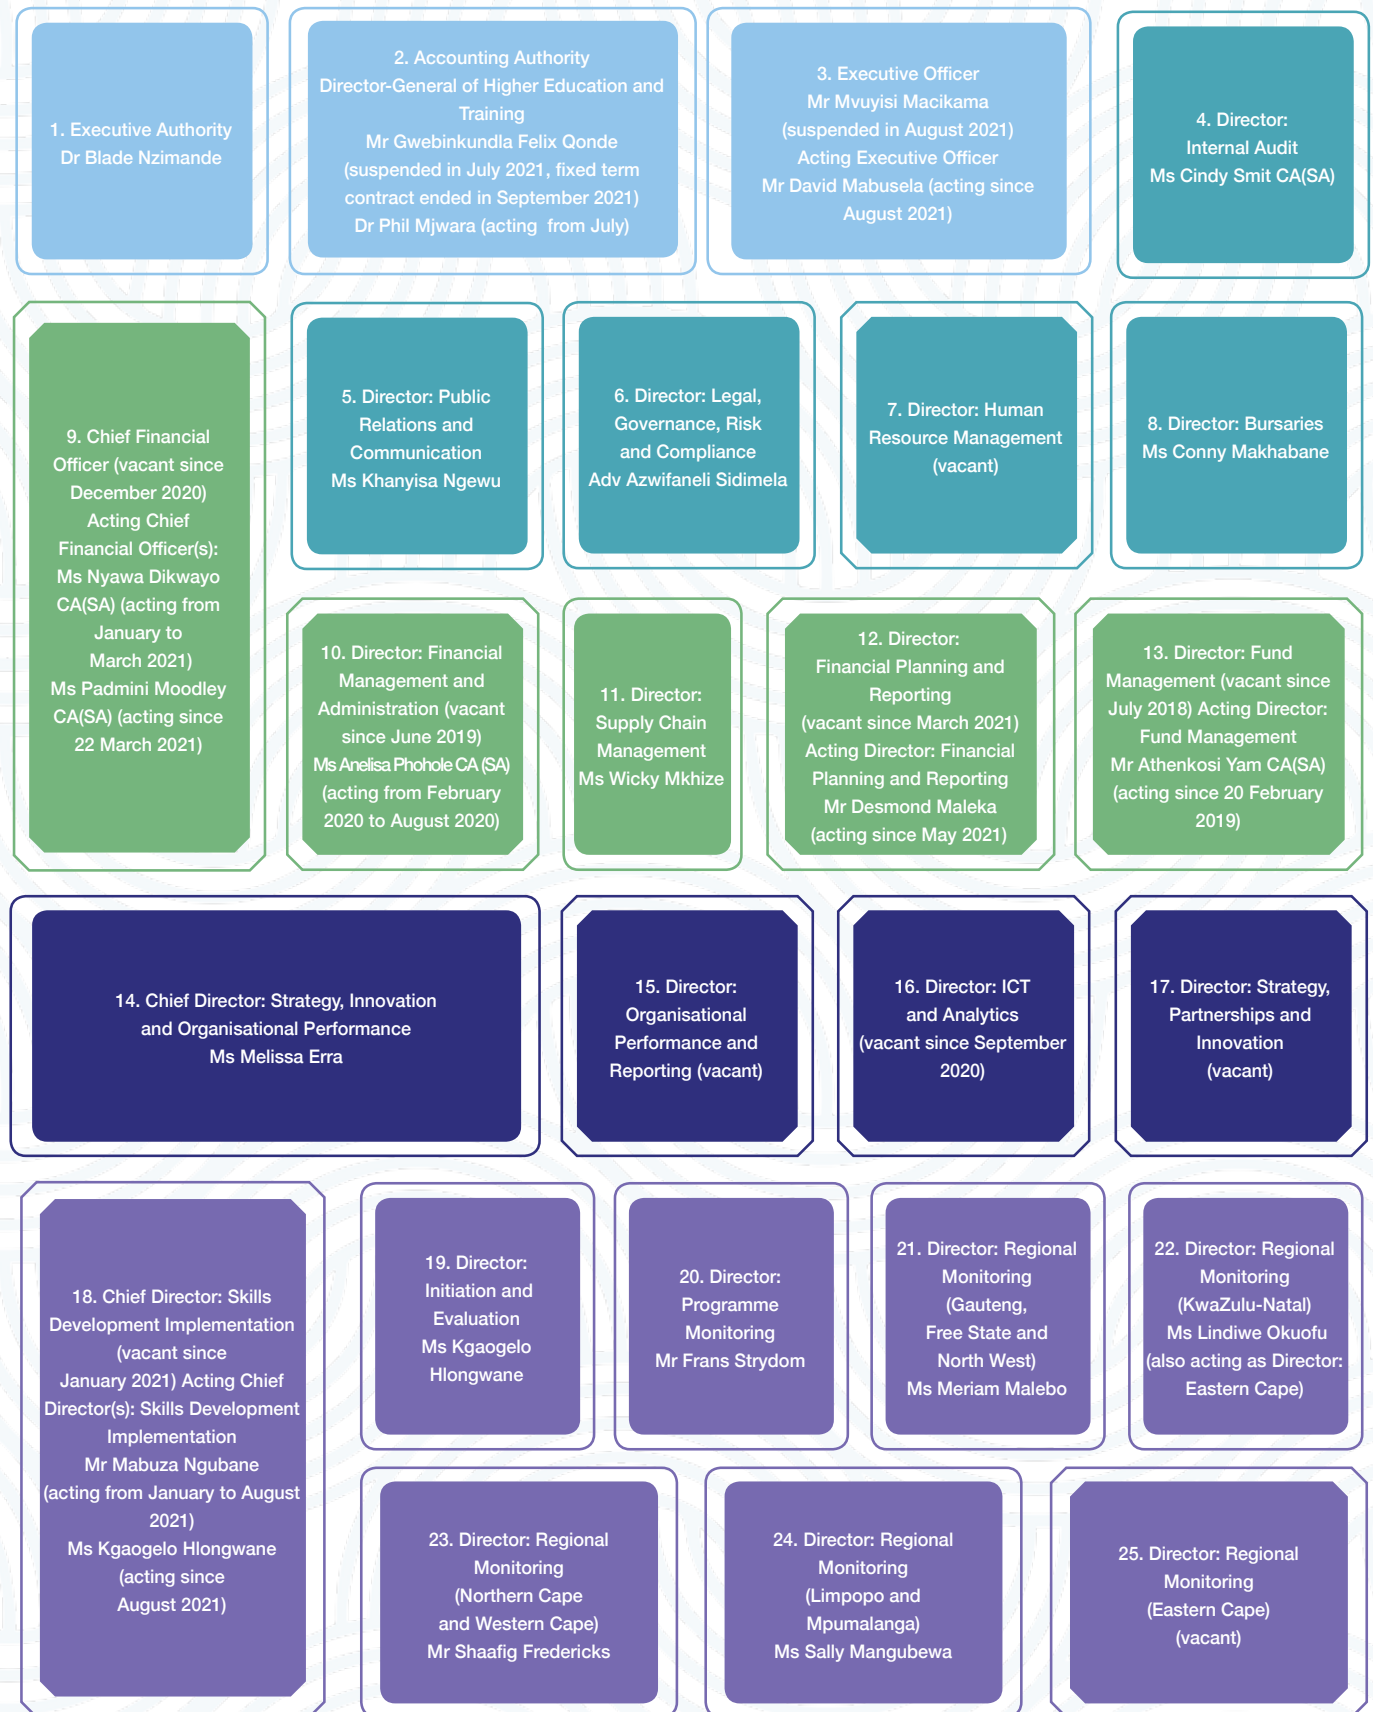 1. Executive Authority
Dr Blade Nzimande
2. Accounting Authority
Director-General of Higher Education and
Training
Mr Gwebinkundla Felix Qonde
(suspended in July 2021, fixed term
contract ended in September 2021)
Dr Phil Mjwara (acting from July)
3. Executive Officer
Mr Mvuyisi Macikama
(suspended in August 2021)
Acting Executive Officer
Mr David Mabusela (acting since
August 2021)
4. Director:
Internal Audit
Ms Cindy Smit CA(SA)
5. Director: Public
Relations and
Communication
Ms Khanyisa Ngewu
6. Director: Legal,
Governance, Risk
and Compliance
Adv Azwifaneli Sidimela
7. Director: Human
Resource Management
(vacant)
8. Director: Bursaries
Ms Conny Makhabane
9. Chief Financial
Officer (vacant since
December 2020)
Acting Chief
Financial Officer(s):
Ms Nyawa Dikwayo
CA(SA) (acting from
January to
March 2021)
Ms Padmini Moodley
CA(SA) (acting since
22 March 2021)
10. Director: Financial
Management and
Administration (vacant
since June 2019)
Ms Anelisa Phohole CA (SA)
(acting from February
2020 to August 2020)
11. Director:
Supply Chain
Management
Ms Wicky Mkhize
12. Director:
Financial Planning and
Reporting
(vacant since March 2021)
Acting Director: Financial
Planning and Reporting
Mr Desmond Maleka
(acting since May 2021)
13. Director: Fund
Management (vacant since
July 2018) Acting Director:
Fund Management
Mr Athenkosi Yam CA(SA)
(acting since 20 February
2019)
14. Chief Director: Strategy, Innovation
and Organisational Performance
Ms Melissa Erra
15. Director:
Organisational
Performance and
Reporting (vacant)
16. Director: ICT
and Analytics
(vacant since September
2020)
17. Director: Strategy,
Partnerships and
Innovation
(vacant)
18. Chief Director: Skills
Development Implementation
(vacant since
January 2021) Acting Chief
Director(s): Skills Development
Implementation
Mr Mabuza Ngubane
(acting from January to August
2021)
Ms Kgaogelo Hlongwane
(acting since
August 2021)
19. Director:
Initiation and
Evaluation
Ms Kgaogelo
Hlongwane
20. Director:
Programme
Monitoring
Mr Frans Strydom
21. Director: Regional
Monitoring
(Gauteng,
Free State and
North West)
Ms Meriam Malebo
22. Director: Regional
Monitoring
(KwaZulu-Natal)
Ms Lindiwe Okuofu
(also acting as Director:
Eastern Cape)
23. Director: Regional
Monitoring
(Northern Cape
and Western Cape)
Mr Shaafig Fredericks
24. Director: Regional
Monitoring
(Limpopo and
Mpumalanga)
Ms Sally Mangubewa
25. Director: Regional
Monitoring
(Eastern Cape)
(vacant)